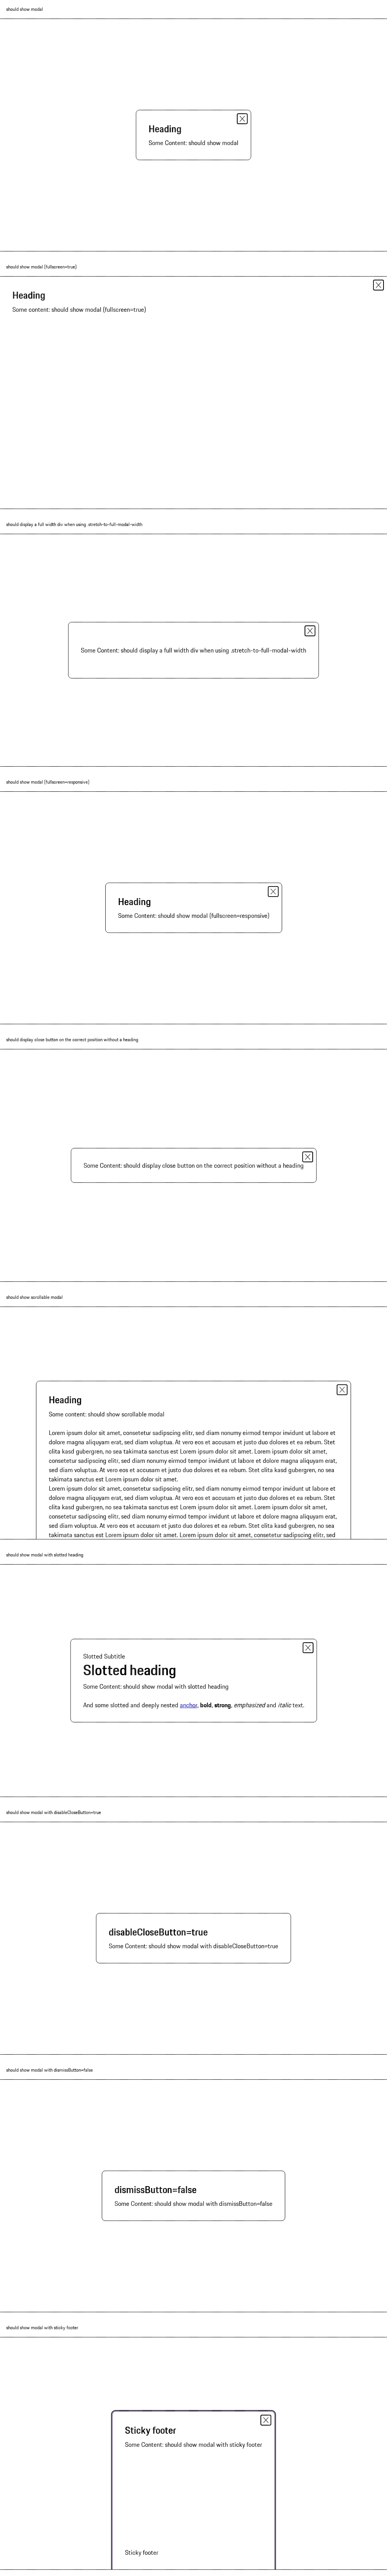 should show modal
Heading
Some Content: should show modal
should show modal (fullscreen=true)
Heading
Some content: should show modal (fullscreen=true)
should display a full width div when using .stretch-to-full-modal-width
Some Content: should display a full width div when using .stretch-to-full-modal-width
should show modal (fullscreen=responsive)
Heading
Some Content: should show modal (fullscreen=responsive)
should display close button on the correct position without a heading
Some Content: should display close button on the correct position without a heading
should show scrollable modal
Heading
Some content: should show scrollable modal
Lorem ipsum dolor sit amet, consetetur sadipscing elitr, sed diam nonumy eirmod tempor invidunt ut labore et
dolore magna aliquyam erat, sed diam voluptua. At vero eos et accusam et justo duo dolores et ea rebum. Stet
clita kasd gubergren, no sea takimata sanctus est Lorem ipsum dolor sit amet. Lorem ipsum dolor sit amet,
consetetur sadipscing elitr, sed diam nonumy eirmod tempor invidunt ut labore et dolore magna aliquyam erat,
sed diam voluptua. At vero eos et accusam et justo duo dolores et ea rebum. Stet clita kasd gubergren, no sea
takimata sanctus est Lorem ipsum dolor sit amet.
Lorem ipsum dolor sit amet, consetetur sadipscing elitr, sed diam nonumy eirmod tempor invidunt ut labore et
dolore magna aliquyam erat, sed diam voluptua. At vero eos et accusam et justo duo dolores et ea rebum. Stet
clita kasd gubergren, no sea takimata sanctus est Lorem ipsum dolor sit amet. Lorem ipsum dolor sit amet,
consetetur sadipscing elitr, sed diam nonumy eirmod tempor invidunt ut labore et dolore magna aliquyam erat,
sed diam voluptua. At vero eos et accusam et justo duo dolores et ea rebum. Stet clita kasd gubergren, no sea
takimata sanctus est Lorem ipsum dolor sit amet. Lorem ipsum dolor sit amet, consetetur sadipscing elitr, sed
should show modal with slotted heading
Slotted Subtitle
Slotted heading
Some Content: should show modal with slotted heading
And some slotted and deeply nested anchor, bold, strong, emphasized and italic text.
should show modal with disableCloseButton=true
disableCloseButton=true
Some Content: should show modal with disableCloseButton=true
should show modal with dismissButton=false
dismissButton=false
Some Content: should show modal with dismissButton=false
should show modal with sticky footer
Sticky footer
Some Content: should show modal with sticky footer
Sticky footer